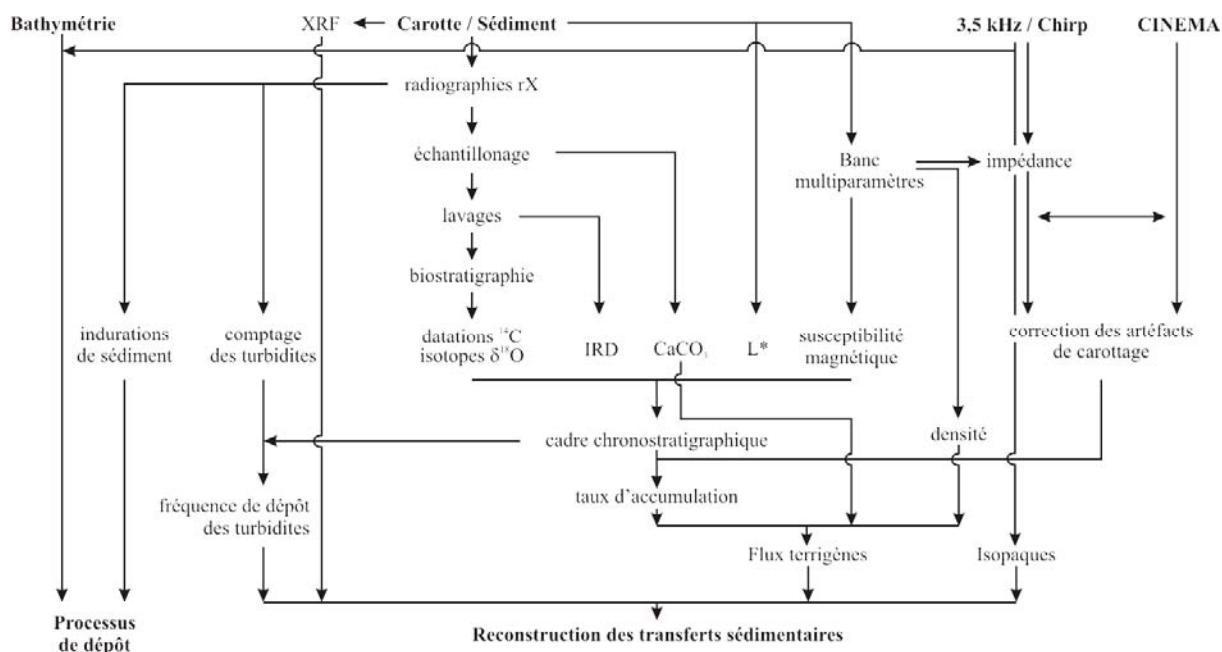 Bathymétrie
XRF
Carotte / Sédiment
3,5 kHz / Chirp
CINEMA
radiographies rX
échantillonage
Banc
multiparamètres
impédance
lavages
biostratigraphie
indurations
de sédiment
comptage
des turbidites
datations ¹⁴C
isotopes δ¹⁸O
IRD
CaCO₃
L*
susceptibilité
magnétique
correction des artéfacts
de carottage
cadre chronostratigraphique
densité
fréquence de dépôt
des turbidites
taux d’accumulation
Flux terrigènes
Isopaques
Processus
de dépôt
Reconstruction des transferts sédimentaires